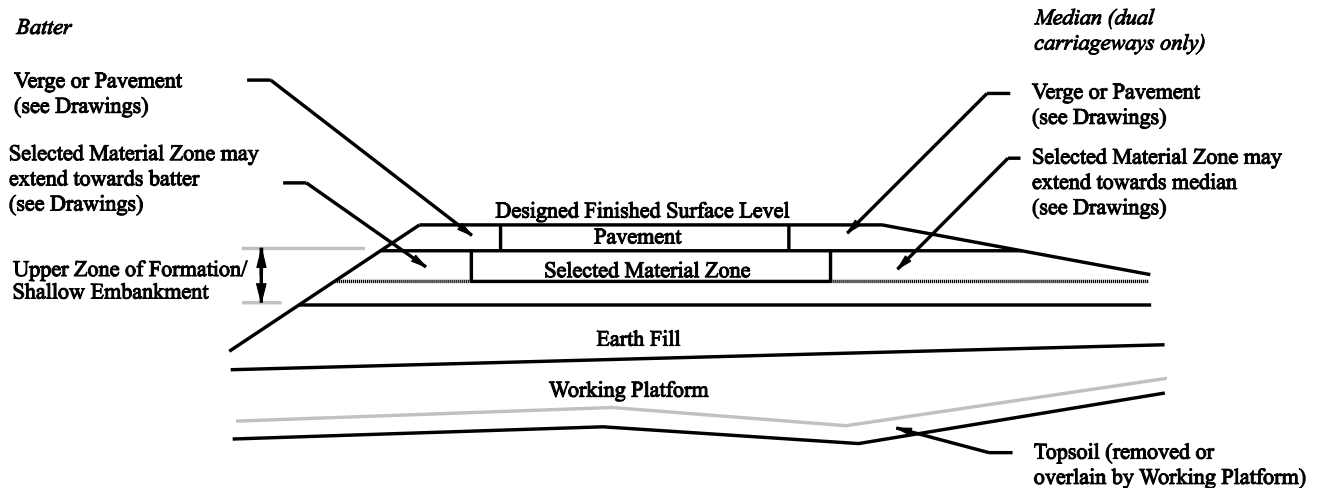 Batter
Verge or Pavement
(see Drawings)
Selected Material Zone may
extend towards batter
(see Drawings)
Upper Zone of Formation/
Shallow Embankment
Designed Finished Surface Level
Pavement
Selected Material Zone
Earth Fill
Working Platform
Median (dual
carriageways only)
Verge or Pavement
(see Drawings)
Selected Material Zone may
extend towards median
(see Drawings)
Topsoil (removed or
overlain by Working Platform)